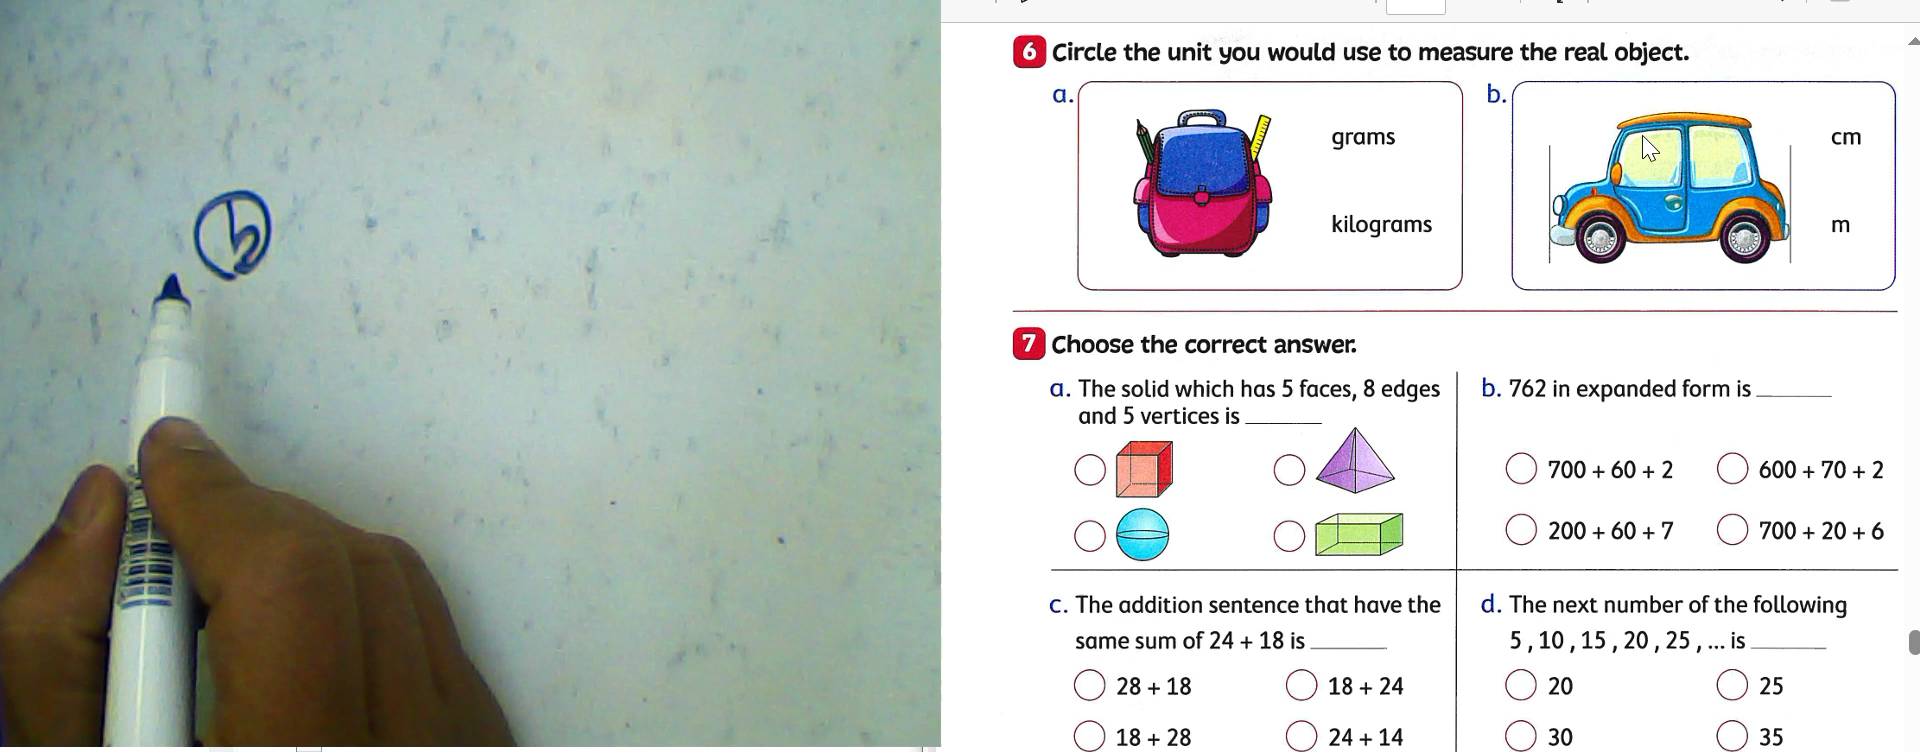 b
6 Circle the unit you would use to measure the real object.
a.
grams
kilograms
b.
cm
m
7 Choose the correct answer.
a. The solid which has 5 faces, 8 edges
and 5 vertices is ______
b. 762 in expanded form is ______
700 + 60 + 2
600 + 70 + 2
200 + 60 + 7
700 + 20 + 6
c. The addition sentence that have the
same sum of 24 + 18 is ______
28 + 18
18 + 24
18 + 28
24 + 14
d. The next number of the following
5 , 10 , 15 , 20 , 25 , ... is ______
20
25
30
35